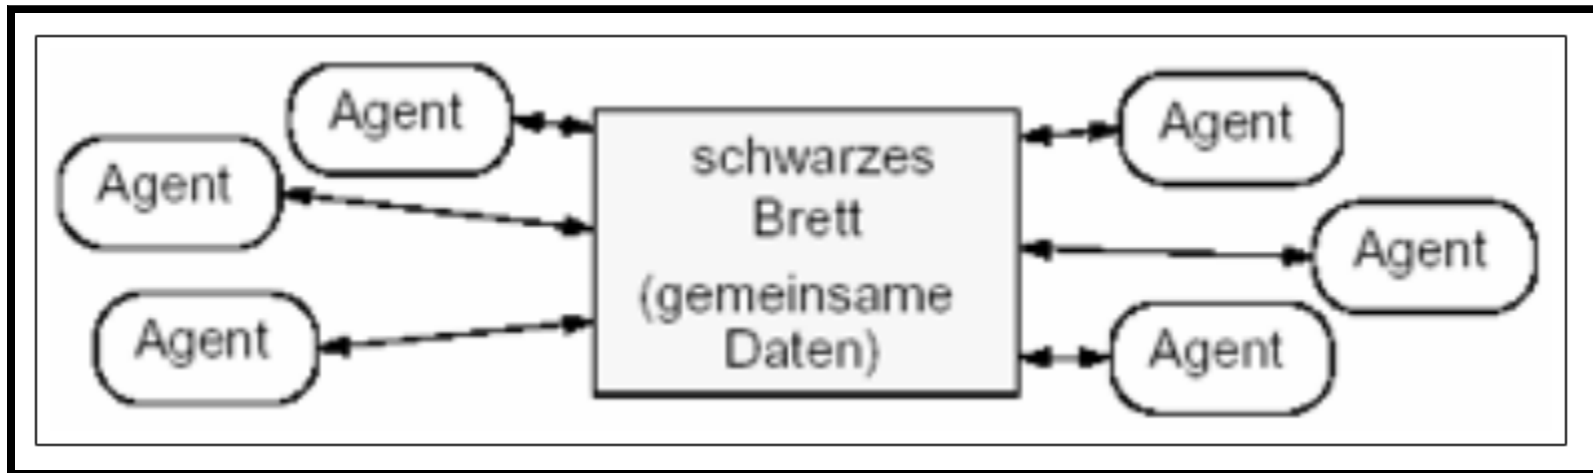 Agent
Agent
Agent
schwarzes
Brett
(gemeinsame
Daten)
Agent
Agent
Agent